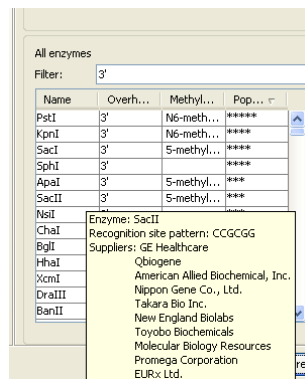 All enzymes
Filter: 3'
Name Overh... Methyl... Pop...
PstI 3' N6-meth... *****
KpnI 3' N6-meth... ****
SacI 3' 5-methyl... ****
SphI 3' ****
ApaI 3' 5-methyl... ***
SacII 3' 5-methyl... ***
NsiI
ChaI
BglI
HhaI
XcmI
DraIII
BanII
Enzyme: SacII
Recognition site pattern: CCGCGG
Suppliers: GE Healthcare
Qbiogene
American Allied Biochemical, Inc.
Nippon Gene Co., Ltd.
Takara Bio Inc.
New England Biolabs
Toyobo Biochemicals
Molecular Biology Resources
Promega Corporation
EURx Ltd.